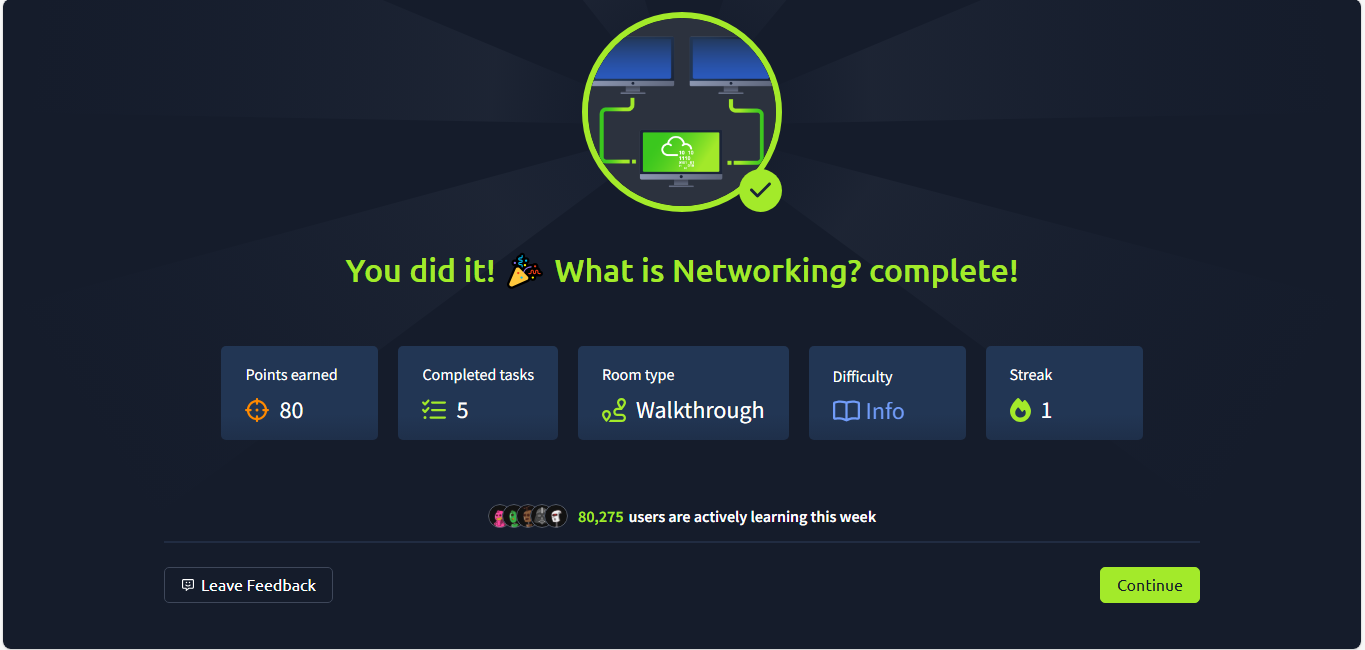 You did it! 🎉 What is Networking? complete!
Points earned
80
Completed tasks
5
Room type
Walkthrough
Difficulty
Info
Streak
1
80,275 users are actively learning this week
Leave Feedback
Continue